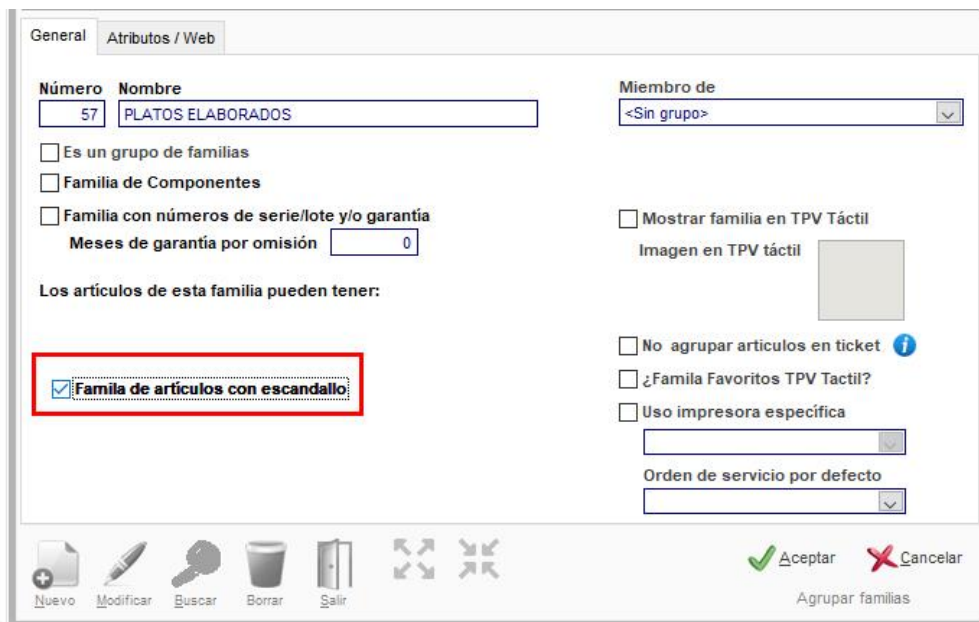 General Atributos / Web
Número Nombre Miembro de
57 PLATOS ELABORADOS <Sin grupo>
Es un grupo de familias
Familia de Componentes
Familia con números de serie/lote y/o garantía Mostrar familia en TPV Táctil
Meses de garantía por omisión 0 Imagen en TPV táctil
Los artículos de esta familia pueden tener:
No agrupar articulos en ticket i
Famila de artículos con escandallo ¿Famila Favoritos TPV Tactil?
Uso impresora específica
Orden de servicio por defecto
Nuevo Modificar Buscar Borrar Salir Aceptar Cancelar
Agrupar familias